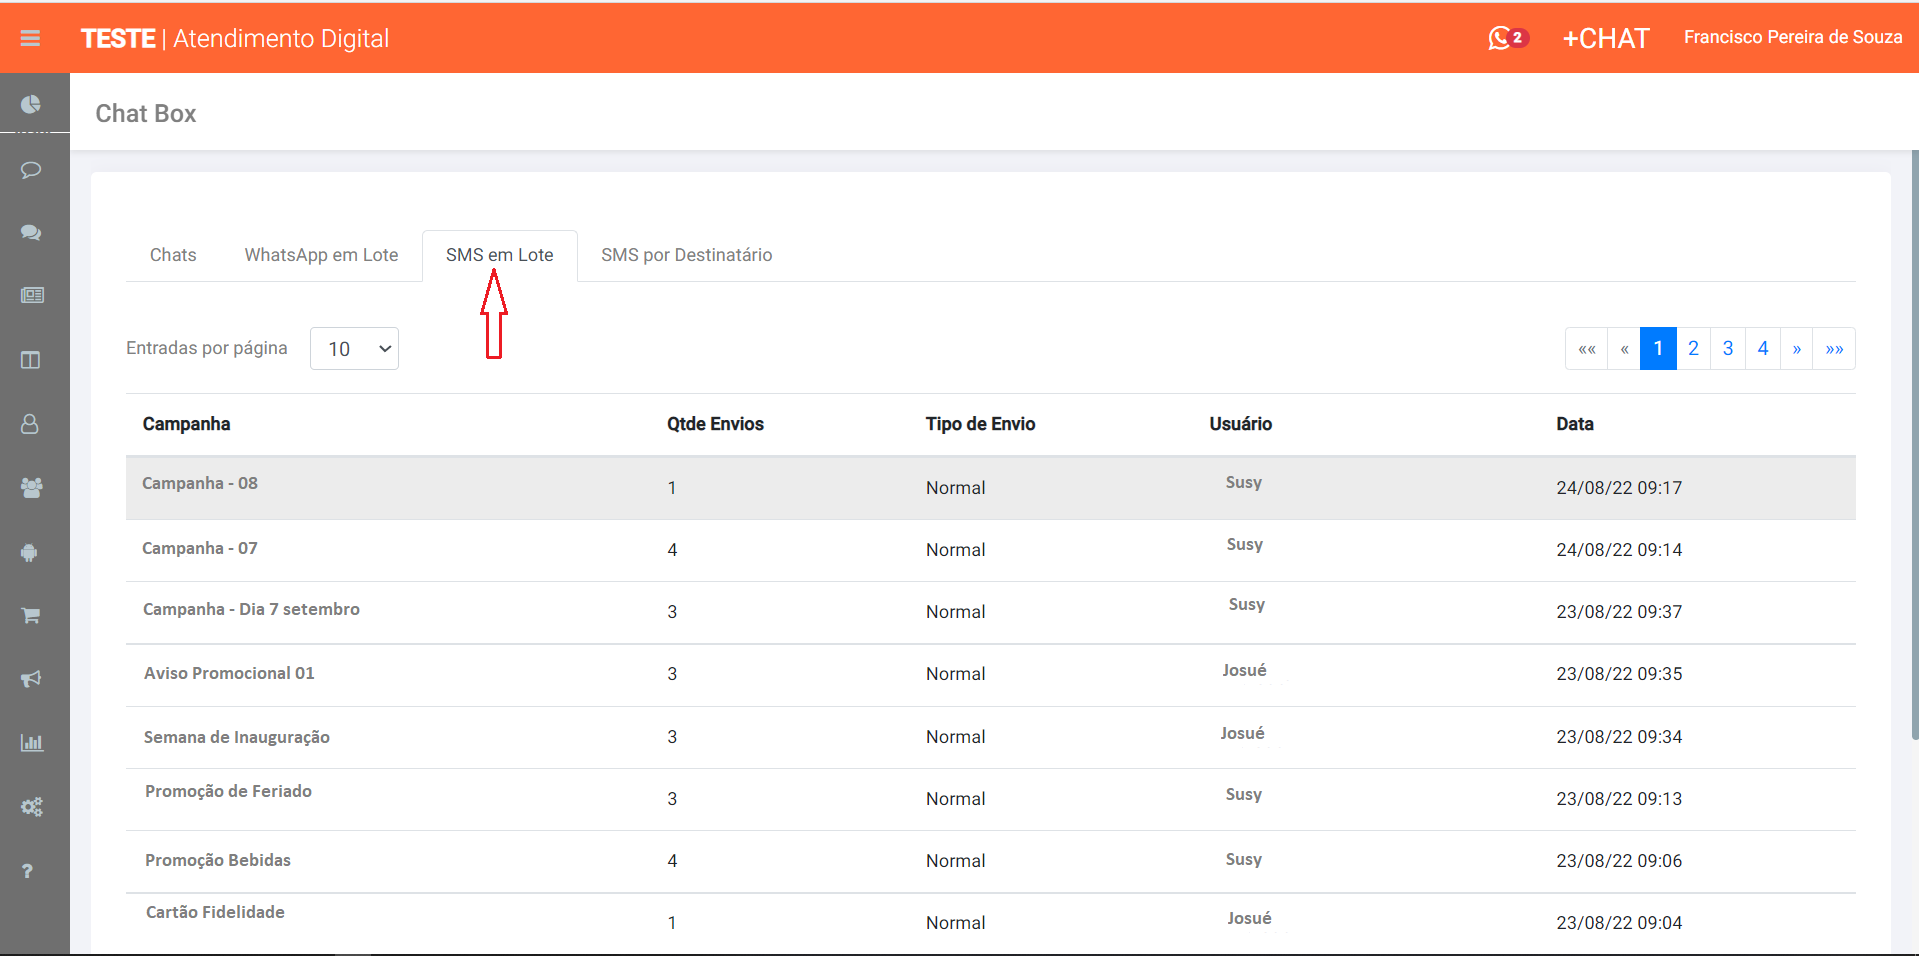 TESTE | Atendimento Digital
2
+CHAT
Francisco Pereira de Souza
Chat Box
Chats
WhatsApp em Lote
SMS em Lote
SMS por Destinatário
Entradas por página
10
«« « 1 2 3 4 » »»
Campanha Qtde Envios Tipo de Envio Usuário Data
Campanha - 08 1 Normal Susy 24/08/22 09:17
Campanha - 07 4 Normal Susy 24/08/22 09:14
Campanha - Dia 7 setembro 3 Normal Susy 23/08/22 09:37
Aviso Promocional 01 3 Normal Josué 23/08/22 09:35
Semana de Inauguração 3 Normal Josué 23/08/22 09:34
Promoção de Feriado 3 Normal Susy 23/08/22 09:13
Promoção Bebidas 4 Normal Susy 23/08/22 09:06
Cartão Fidelidade 1 Normal Josué 23/08/22 09:04